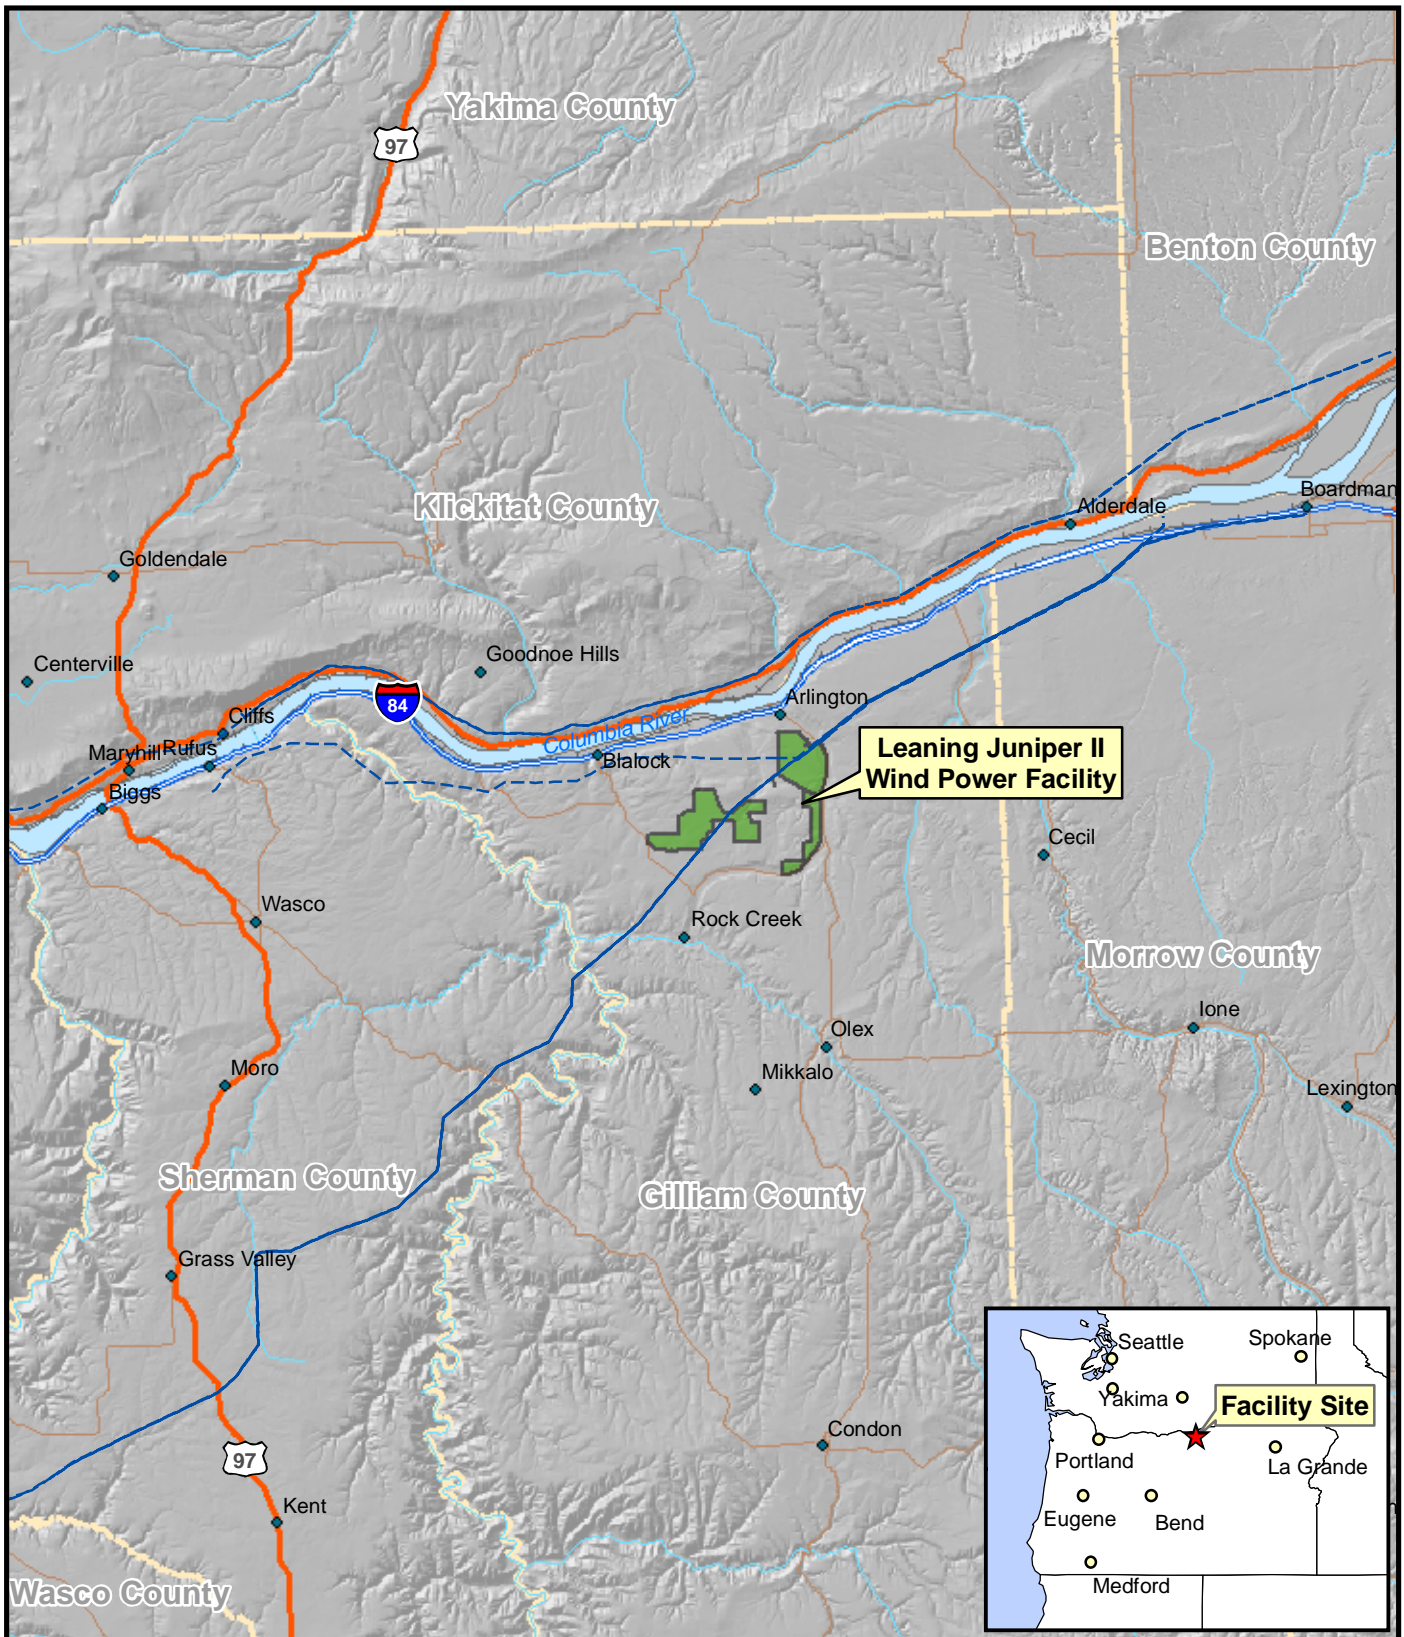 Yakima County
97
Benton County
Boardman
Alderdale
Klickitat County
Goldendale
Goodnoe Hills
Centerville
84
Arlington
Cliffs
Columbia River
Maryhill
Rufus
Blalock
Leaning Juniper II
Wind Power Facility
Biggs
Cecil
Wasco
Rock Creek
Morrow County
Ione
Olex
Moro
Mikkalo
Lexington
Sherman County
Gilliam County
Grass Valley
Seattle
Spokane
Yakima
Facility Site
Condon
Portland
La Grande
97
Kent
Eugene
Bend
Medford
Wasco County